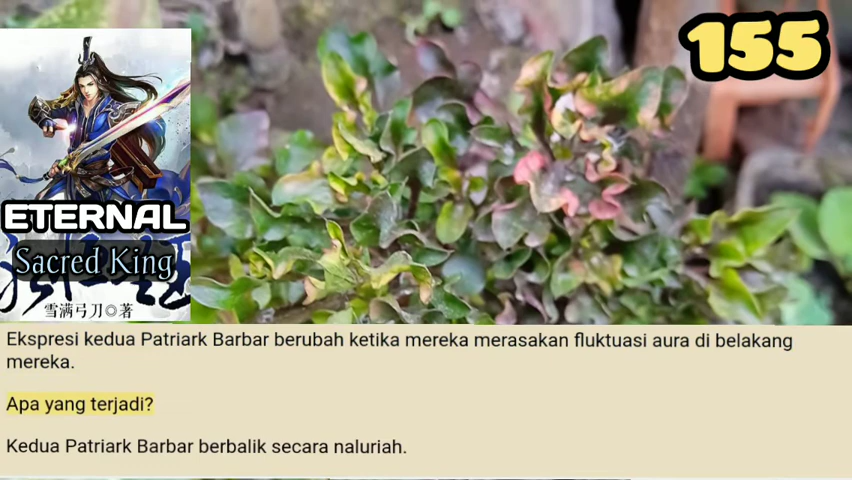 155
ETERNAL
Sacred King
雪满弓刀◎著
Ekspresi kedua Patriark Barbar berubah ketika mereka merasakan fluktuasi aura di belakang
mereka.
Apa yang terjadi?
Kedua Patriark Barbar berbalik secara naluriah.